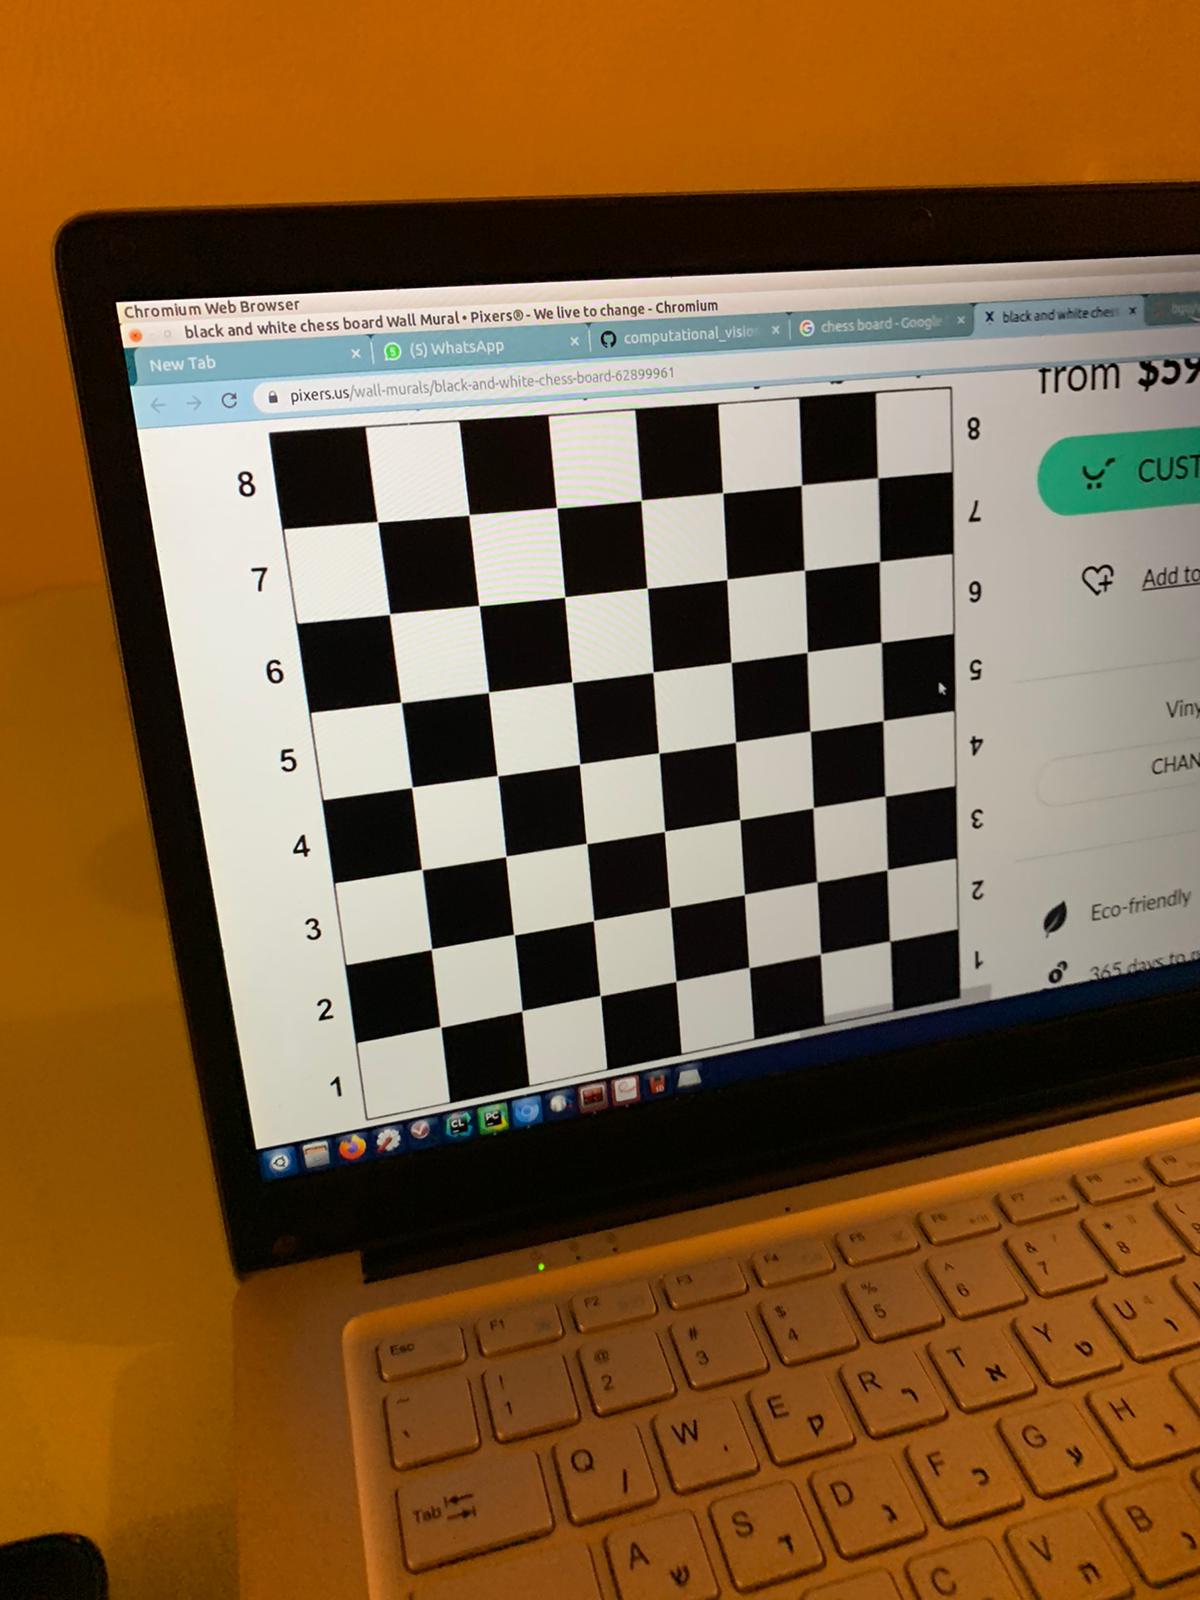 Chromium Web Browser
black and white chess board Wall Mural • Pixers® - We live to change - Chromium
New Tab
(5) WhatsApp
computational_visio
chess board - Google
black and white chess
pixers.us/wall-murals/black-and-white-chess-board-62899961
from $59
8
8
CUST
7
7
Add to
6
6
5
5
Viny
4
4
CHAN
3
3
2
2
Eco-friendly
1
1
365 days to
CL
PC
Esc
F1
F2
F3
F4
F5
F6
F7
F8
F9
~
!
1
@
2
#
3
$
4
%
5
^
6
&
7
*
8
Tab
Q
/
W
E ק
R ר
T א
Y ט
U ו
A ש
S ד
D ג
F כ
G ע
H י
C
V ה
B נ